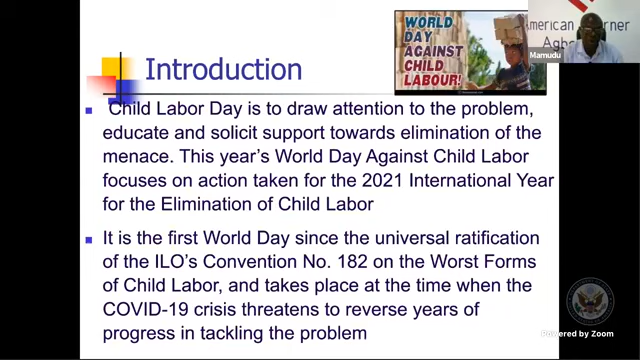 Introduction
WORLD
DAY
AGAINST
CHILD
LABOUR!
Mamudu
Child Labor Day is to draw attention to the problem,
educate and solicit support towards elimination of the
menace. This year's World Day Against Child Labor
focuses on action taken for the 2021 International Year
for the Elimination of Child Labor
It is the first World Day since the universal ratification
of the ILO's Convention No. 182 on the Worst Forms
of Child Labor, and takes place at the time when the
COVID-19 crisis threatens to reverse years of
progress in tackling the problem
Powered by Zoom